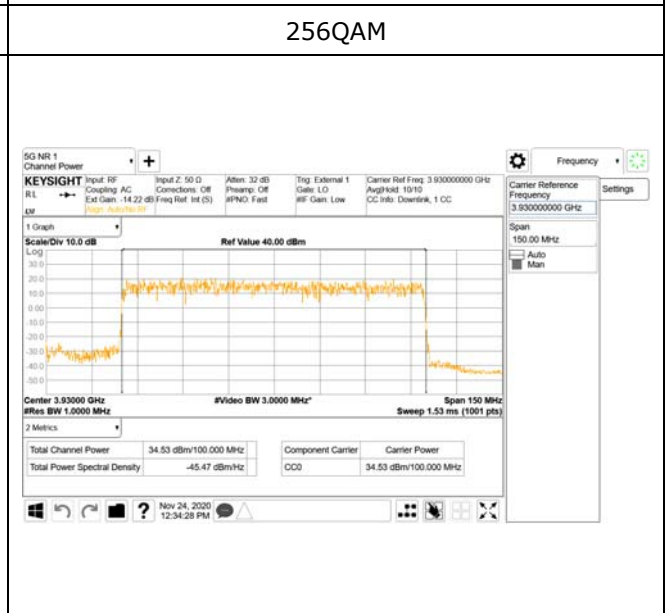 256QAM
5G NR 1
Channel Power
+
Frequency
KEYSIGHT
RL
Input: RF
Coupling: AC
Ext Gain: -14.22 dB
Align: Auto/No RF
Input Z: 50 Ω
Corrections: Off
Freq Ref: Int (S)
Atten: 32 dB
Preamp: Off
#PNO: Fast
Trig: External 1
Gate: LO
#IF Gain: Low
Carrier Ref Freq: 3.930000000 GHz
Avg|Hold: 10/10
CC Info: Downlink, 1 CC
Carrier Reference
Frequency
3.930000000 GHz
Settings
Span
150.00 MHz
Auto
Man
1 Graph
Scale/Div 10.0 dB
Ref Value 40.00 dBm
Log
30.0
20.0
10.0
0.00
-10.0
-20.0
-30.0
-40.0
-50.0
Center 3.93000 GHz
#Video BW 3.0000 MHz*
Span 150 MHz
#Res BW 1.0000 MHz
Sweep 1.53 ms (1001 pts)
2 Metrics
Total Channel Power 34.53 dBm/100.000 MHz
Total Power Spectral Density -45.47 dBm/Hz
Component Carrier Carrier Power
CC0 34.53 dBm/100.000 MHz
?
Nov 24, 2020
12:34:28 PM